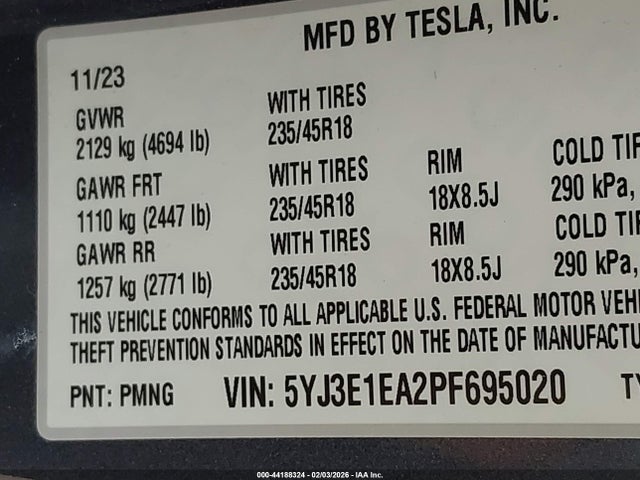 MFD BY TESLA, INC.
11/23
GVWR WITH TIRES
2129 kg (4694 lb) 235/45R18
GAWR FRT WITH TIRES RIM COLD
1110 kg (2447 lb) 235/45R18 18X8.5J 290 kPa,
GAWR RR WITH TIRES RIM COLD
1257 kg (2771 lb) 235/45R18 18X8.5J 290 kPa,
THIS VEHICLE CONFORMS TO ALL APPLICABLE U.S. FEDERAL MOTOR
THEFT PREVENTION STANDARDS IN EFFECT ON THE DATE OF
PNT: PMNG VIN: 5YJ3E1EA2PF695020
000-44188324 - 02/03/2026 - IAA Inc.